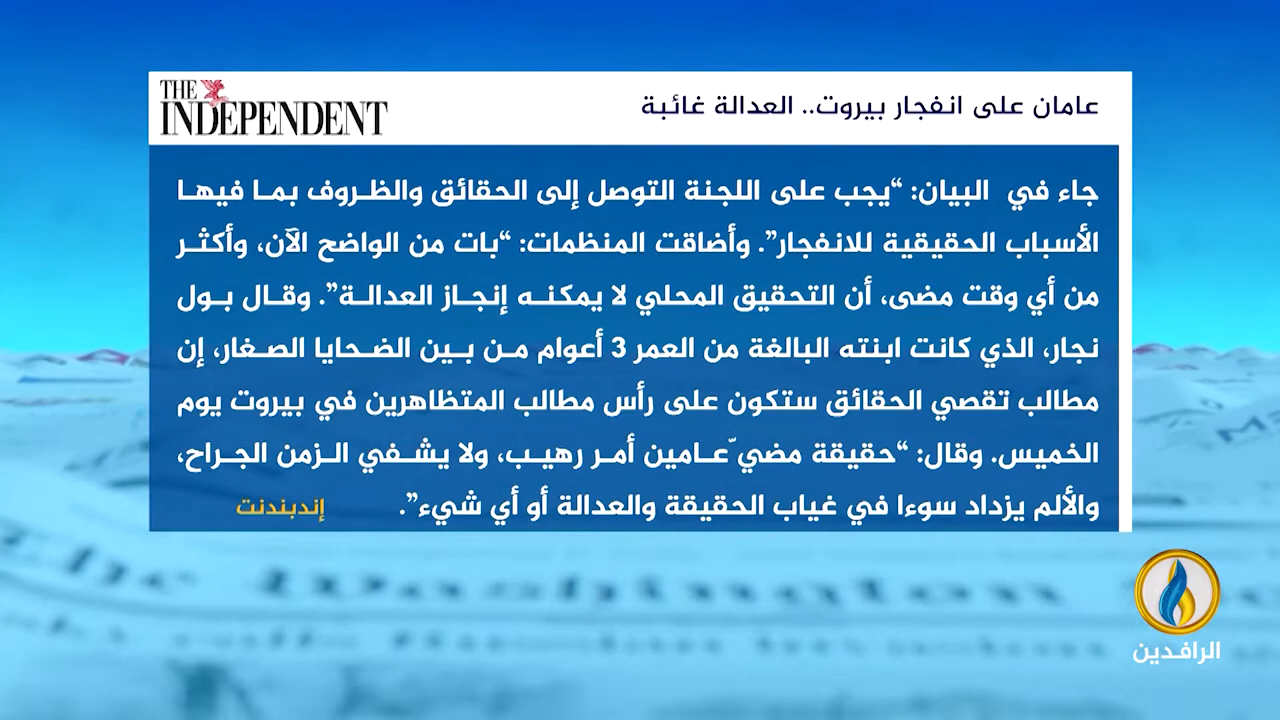 THE
INDEPENDENT
عامان على انفجار بيروت.. العدالة غائبة
جاء في البيان: “يجب على اللجنة التوصل إلى الحقائق والظروف بما فيها
الأسباب الحقيقية للانفجار”. وأضاقت المنظمات: “بات من الواضح الآن، وأكثر
من أي وقت مضى، أن التحقيق المحلي لا يمكنه إنجاز العدالة”. وقال بول
نجار، الذي كانت ابنته البالغة من العمر 3 أعوام من بين الضحايا الصغار، إن
مطالب تقصي الحقائق ستكون على رأس مطالب المتظاهرين في بيروت يوم
الخميس. وقال: “حقيقة مضيّ عامين أمر رهيب، ولا يشفي الزمن الجراح،
والألم يزداد سوءا في غياب الحقيقة والعدالة أو أي شيء”.
إندبندنت
الرافدين